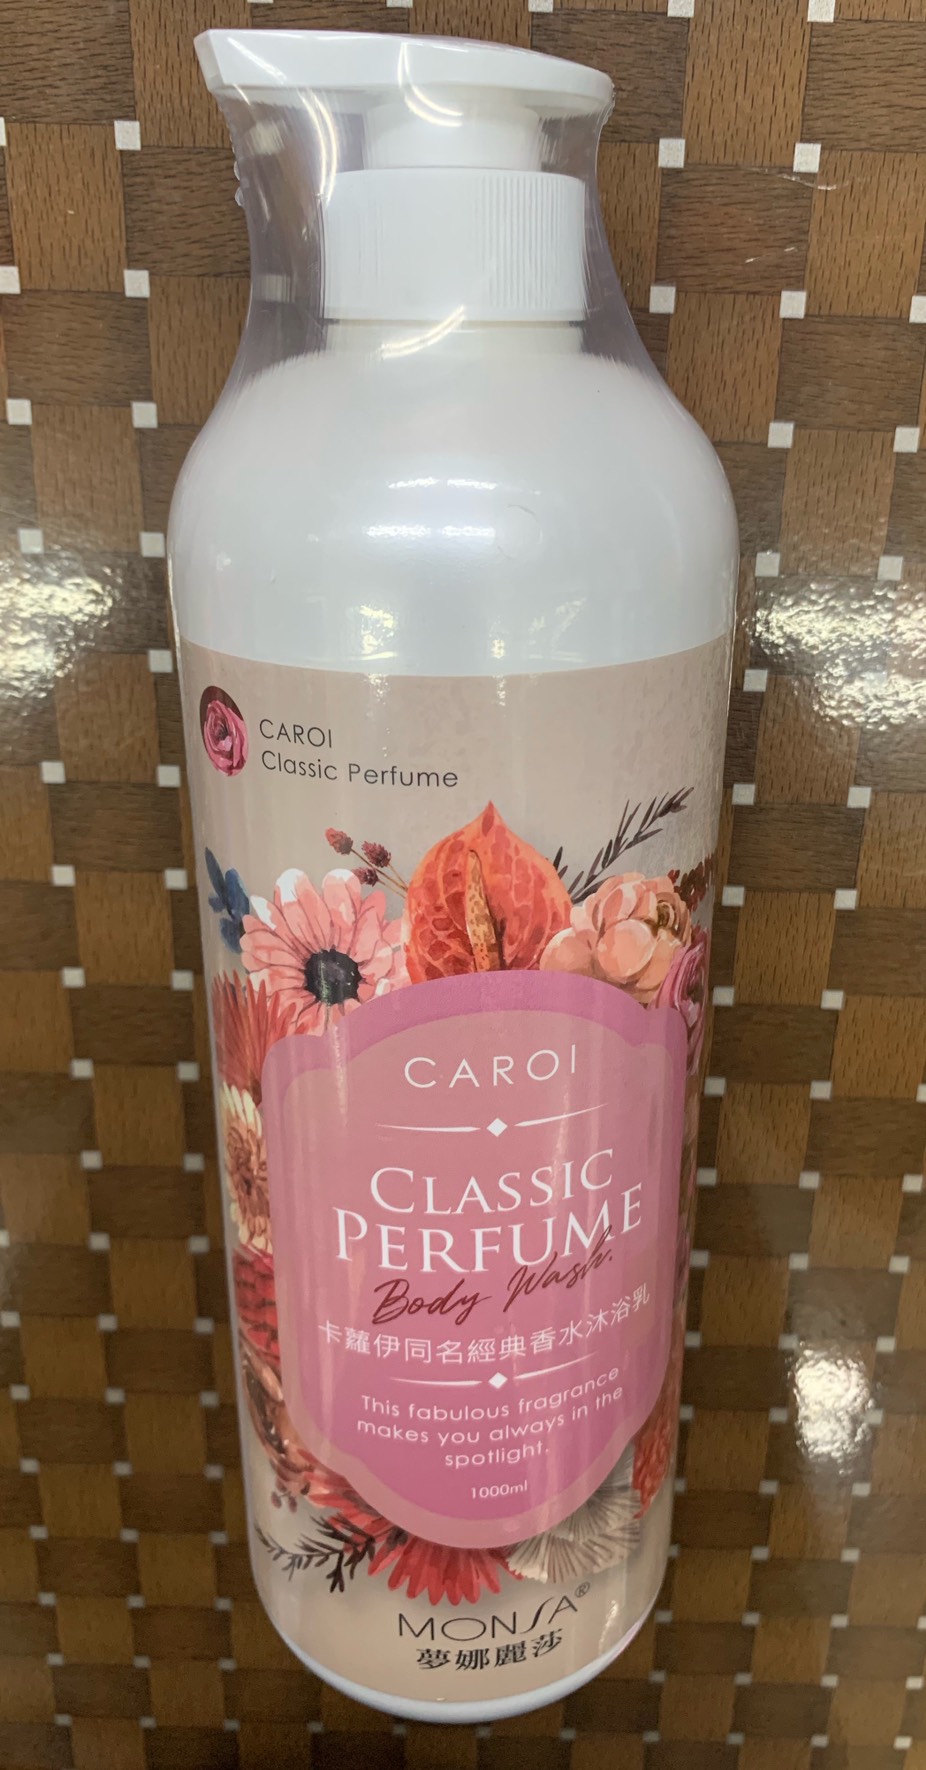 CAROI
Classic Perfume
CAROI
CLASSIC
PERFUME
Body Wash.
卡蘿伊同名經典香水沐浴乳
This fabulous fragrance
makes you always in the
spotlight.
1000ml
MONSA®
夢娜麗莎